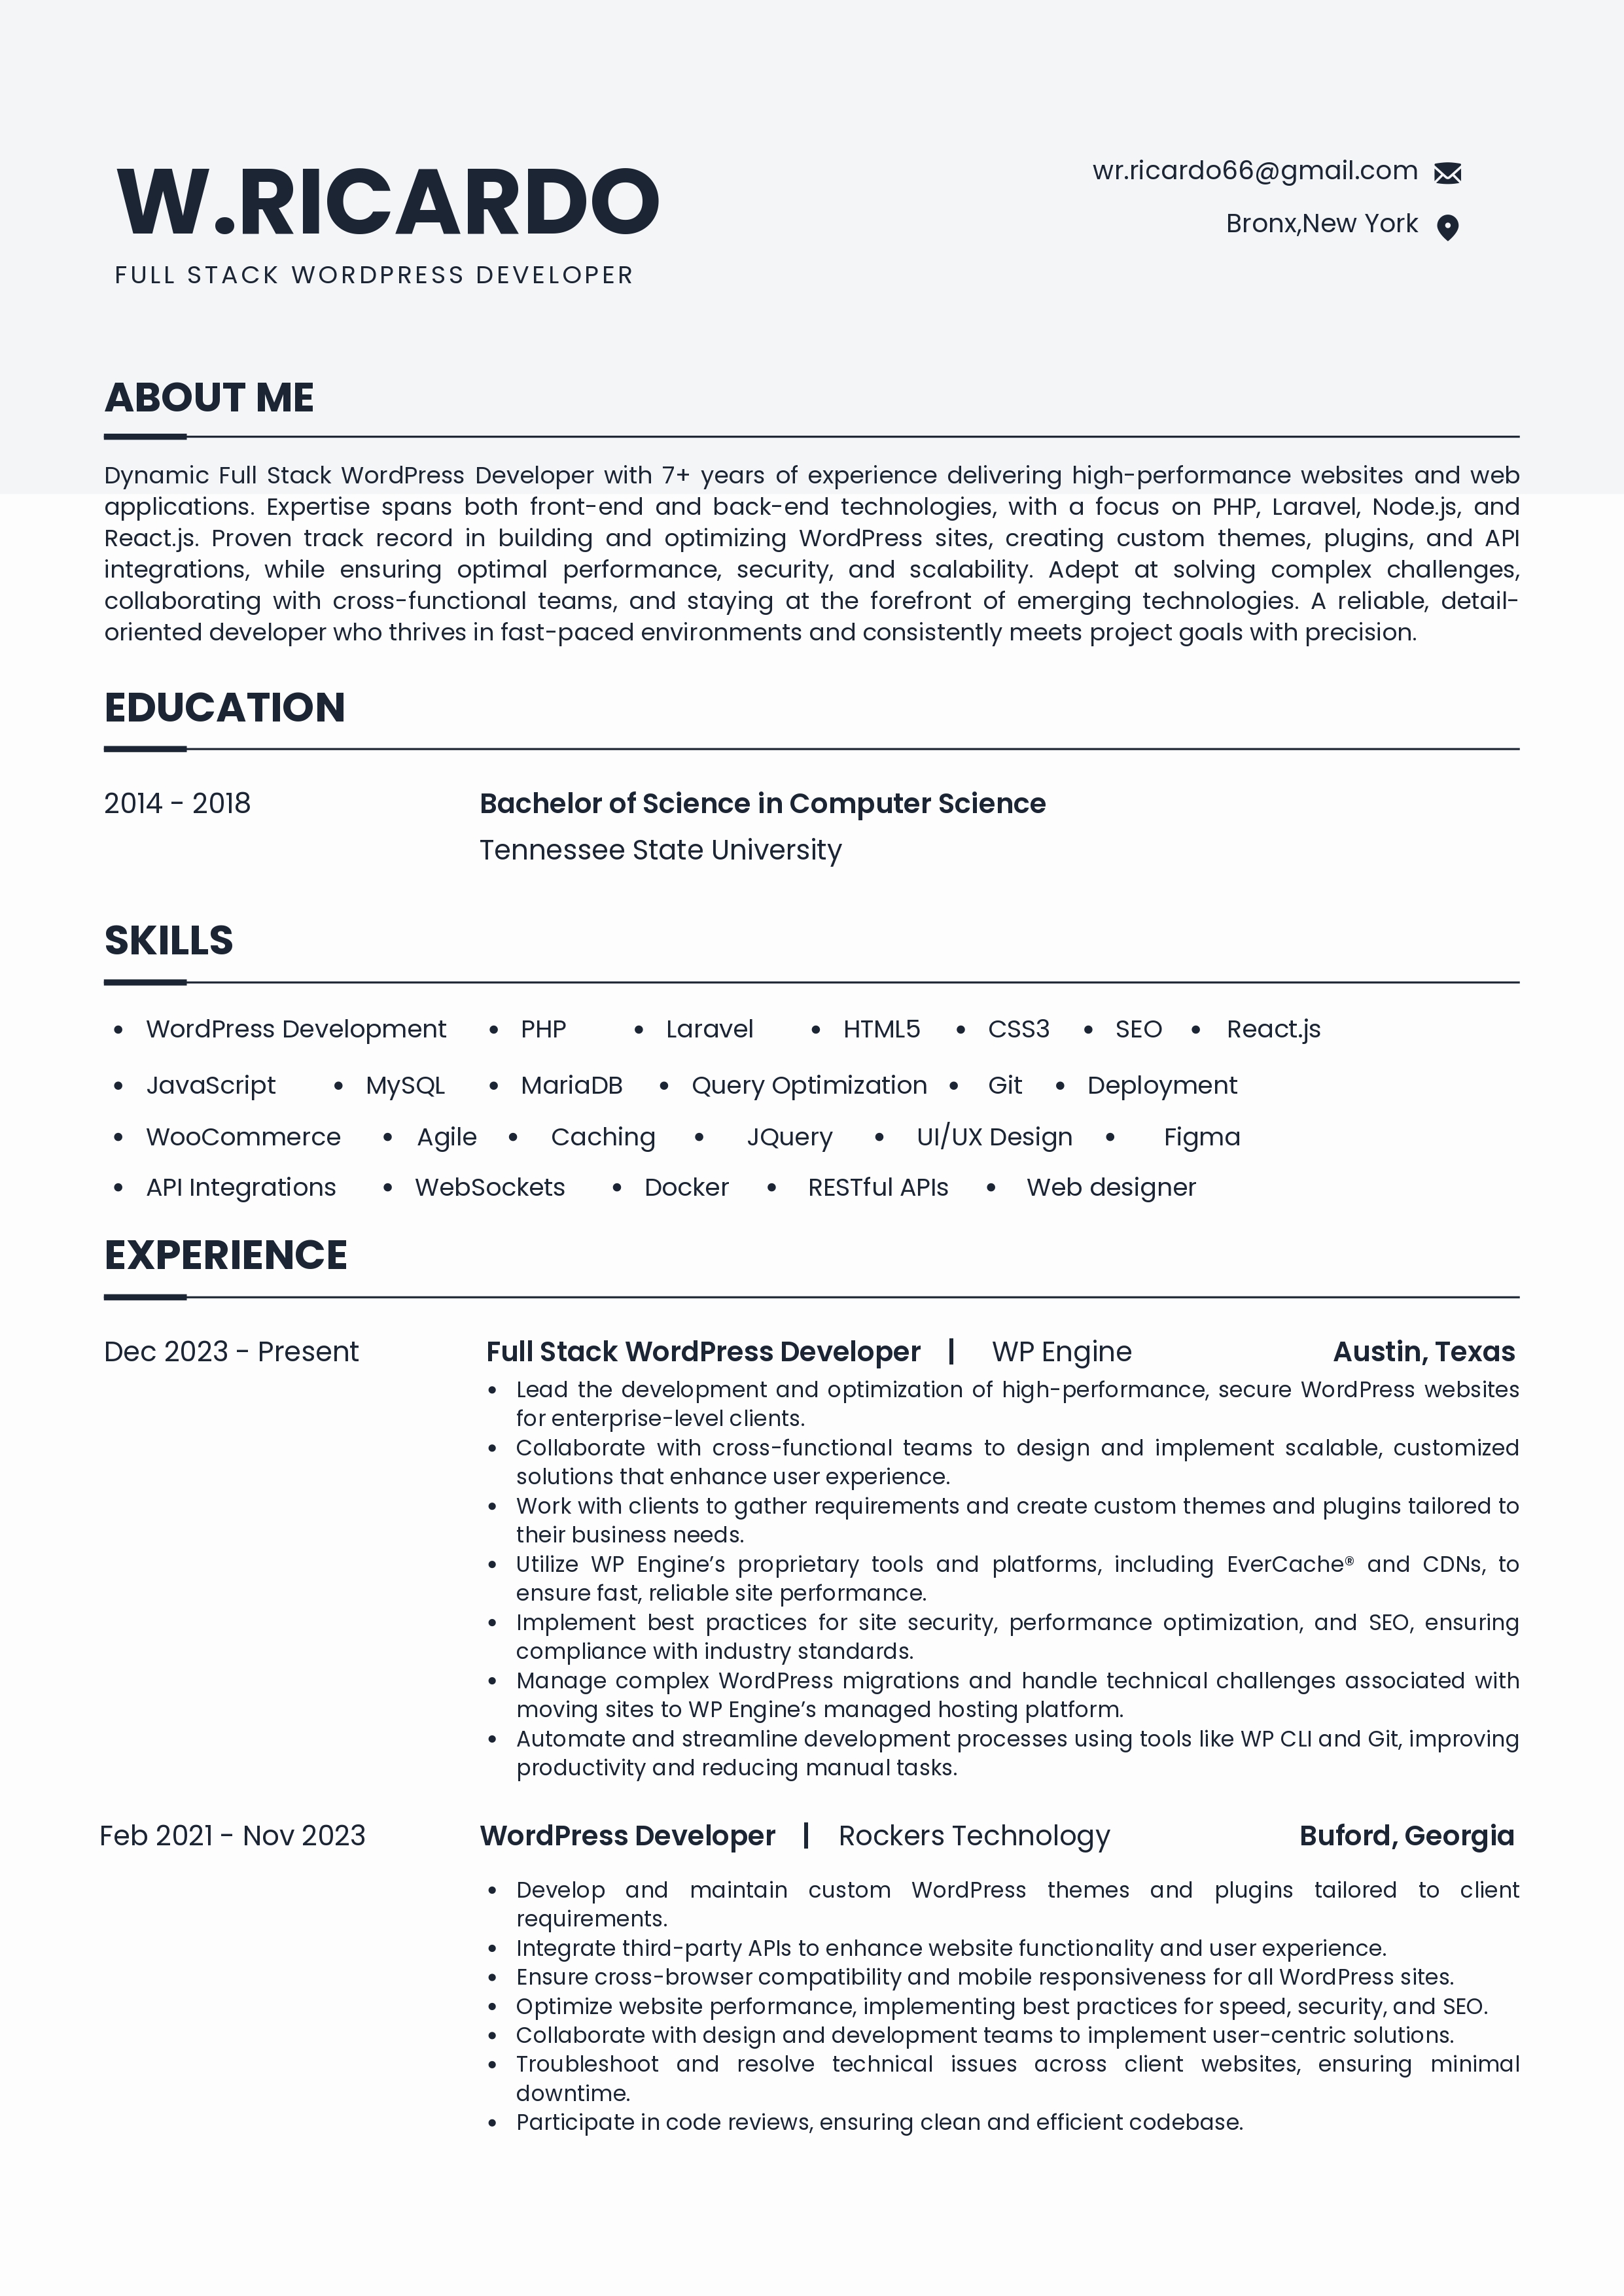 W.RICARDO
FULL STACK WORDPRESS DEVELOPER
wr.ricardo66@gmail.com
Bronx,New York
ABOUT ME
Dynamic Full Stack WordPress Developer with 7+ years of experience delivering high-performance websites and web
applications. Expertise spans both front-end and back-end technologies, with a focus on PHP, Laravel, Node.js, and
React.js. Proven track record in building and optimizing WordPress sites, creating custom themes, plugins, and API
integrations, while ensuring optimal performance, security, and scalability. Adept at solving complex challenges,
collaborating with cross-functional teams, and staying at the forefront of emerging technologies. A reliable, detail-
oriented developer who thrives in fast-paced environments and consistently meets project goals with precision.
EDUCATION
2014 - 2018 Bachelor of Science in Computer Science
Tennessee State University
SKILLS
• WordPress Development • PHP • Laravel • HTML5 • CSS3 • SEO • React.js
• JavaScript • MySQL • MariaDB • Query Optimization • Git • Deployment
• WooCommerce • Agile • Caching • JQuery • UI/UX Design • Figma
• API Integrations • WebSockets • Docker • RESTful APIs • Web designer
EXPERIENCE
Dec 2023 - Present Full Stack WordPress Developer | WP Engine Austin, Texas
• Lead the development and optimization of high-performance, secure WordPress websites
for enterprise-level clients.
• Collaborate with cross-functional teams to design and implement scalable, customized
solutions that enhance user experience.
• Work with clients to gather requirements and create custom themes and plugins tailored to
their business needs.
• Utilize WP Engine’s proprietary tools and platforms, including EverCache® and CDNs, to
ensure fast, reliable site performance.
• Implement best practices for site security, performance optimization, and SEO, ensuring
compliance with industry standards.
• Manage complex WordPress migrations and handle technical challenges associated with
moving sites to WP Engine’s managed hosting platform.
• Automate and streamline development processes using tools like WP CLI and Git, improving
productivity and reducing manual tasks.
Feb 2021 - Nov 2023 WordPress Developer | Rockers Technology Buford, Georgia
• Develop and maintain custom WordPress themes and plugins tailored to client
requirements.
• Integrate third-party APIs to enhance website functionality and user experience.
• Ensure cross-browser compatibility and mobile responsiveness for all WordPress sites.
• Optimize website performance, implementing best practices for speed, security, and SEO.
• Collaborate with design and development teams to implement user-centric solutions.
• Troubleshoot and resolve technical issues across client websites, ensuring minimal
downtime.
• Participate in code reviews, ensuring clean and efficient codebase.